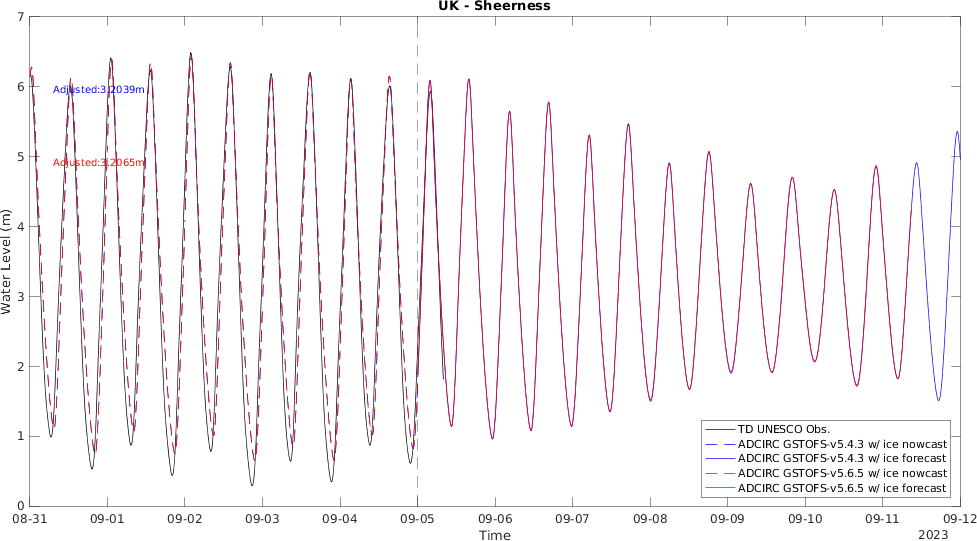 UK - Sheerness
7
6
5
4
3
2
1
0
Water Level (m)
Adjusted:3.2039m
Adjusted:3.2065m
TD UNESCO Obs.
ADCIRC GSTOFS-v5.4.3 w/ ice nowcast
ADCIRC GSTOFS-v5.4.3 w/ ice forecast
ADCIRC GSTOFS-v5.6.5 w/ ice nowcast
ADCIRC GSTOFS-v5.6.5 w/ ice forecast
08-31 09-01 09-02 09-03 09-04 09-05 09-06 09-07 09-08 09-09 09-10 09-11 09-12
Time
2023